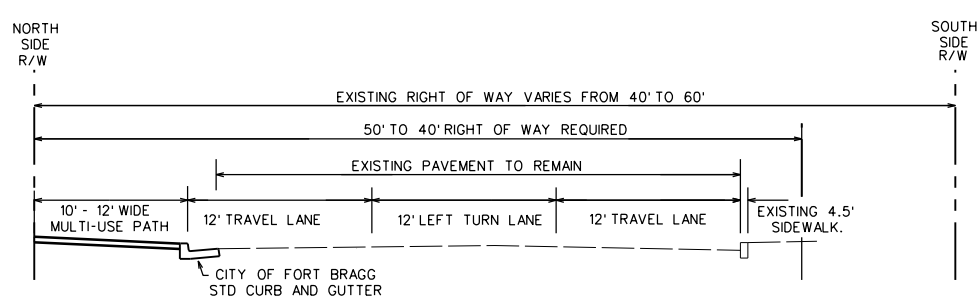 NORTH
SIDE
R/W
SOUTH
SIDE
R/W
EXISTING RIGHT OF WAY VARIES FROM 40' TO 60'
50' TO 40' RIGHT OF WAY REQUIRED
EXISTING PAVEMENT TO REMAIN
10' - 12' WIDE
MULTI-USE PATH
12' TRAVEL LANE
12' LEFT TURN LANE
12' TRAVEL LANE
EXISTING 4.5'
SIDEWALK.
CITY OF FORT BRAGG
STD CURB AND GUTTER